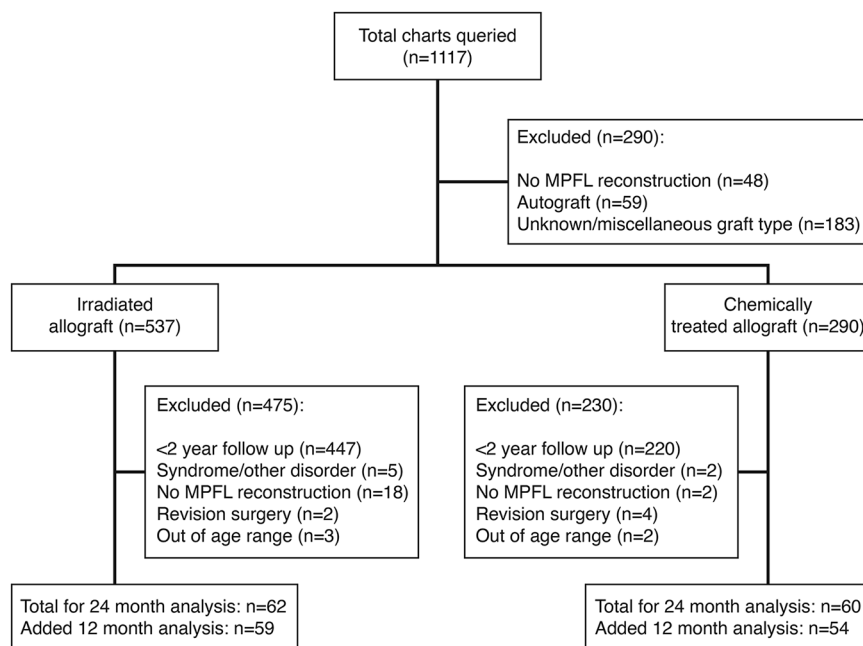 Total charts queried
(n=1117)
Excluded (n=290):
No MPFL reconstruction (n=48)
Autograft (n=59)
Unknown/miscellaneous graft type (n=183)
Irradiated
allograft (n=537)
Chemically
treated allograft (n=290)
Excluded (n=475):
<2 year follow up (n=447)
Syndrome/other disorder (n=5)
No MPFL reconstruction (n=18)
Revision surgery (n=2)
Out of age range (n=3)
Excluded (n=230):
<2 year follow up (n=220)
Syndrome/other disorder (n=2)
No MPFL reconstruction (n=2)
Revision surgery (n=4)
Out of age range (n=2)
Total for 24 month analysis: n=62
Added 12 month analysis: n=59
Total for 24 month analysis: n=60
Added 12 month analysis: n=54